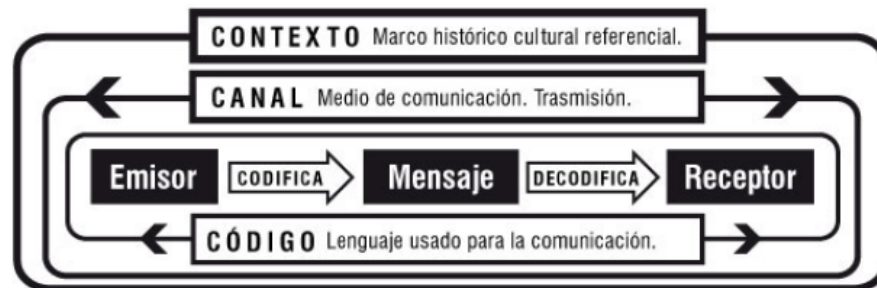 CONTEXTO Marco histórico cultural referencial.
CANAL Medio de comunicación. Trasmisión.
Emisor CODIFICA Mensaje DECODIFICA Receptor
CÓDIGO Lenguaje usado para la comunicación.